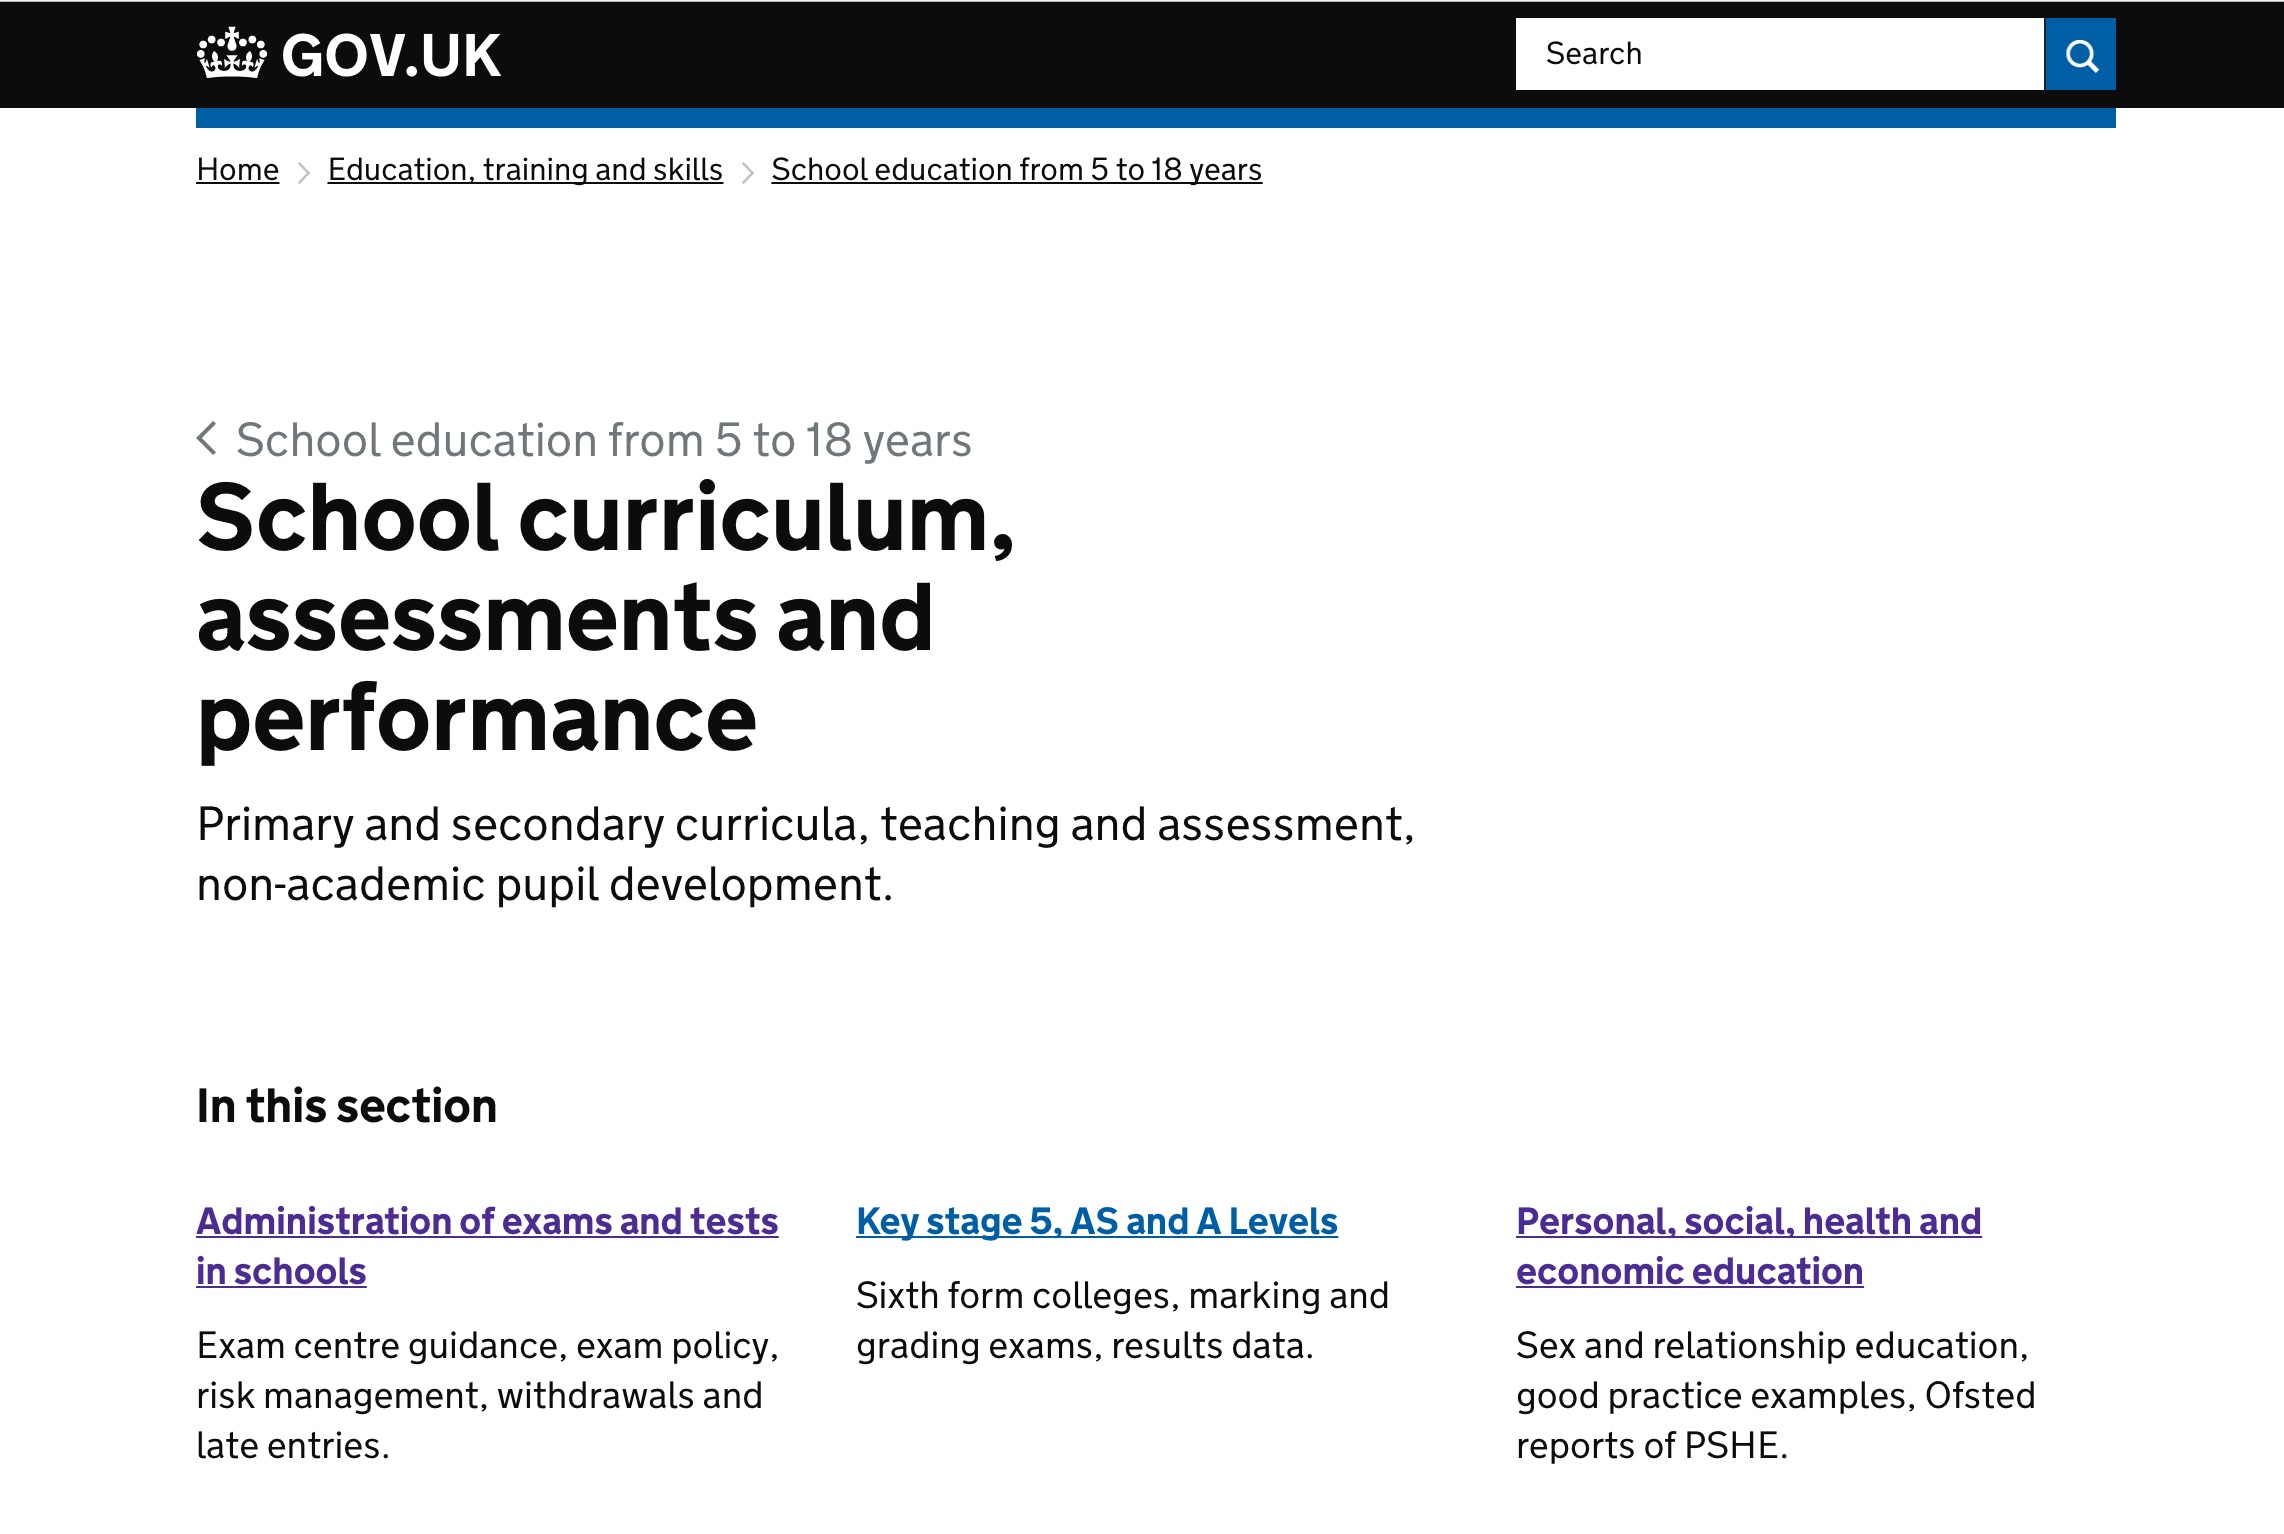 GOV.UK
Search
Home > Education, training and skills > School education from 5 to 18 years
< School education from 5 to 18 years
School curriculum,
assessments and
performance
Primary and secondary curricula, teaching and assessment,
non-academic pupil development.
In this section
Administration of exams and tests
in schools
Exam centre guidance, exam policy,
risk management, withdrawals and
late entries.
Key stage 5, AS and A Levels
Sixth form colleges, marking and
grading exams, results data.
Personal, social, health and
economic education
Sex and relationship education,
good practice examples, Ofsted
reports of PSHE.